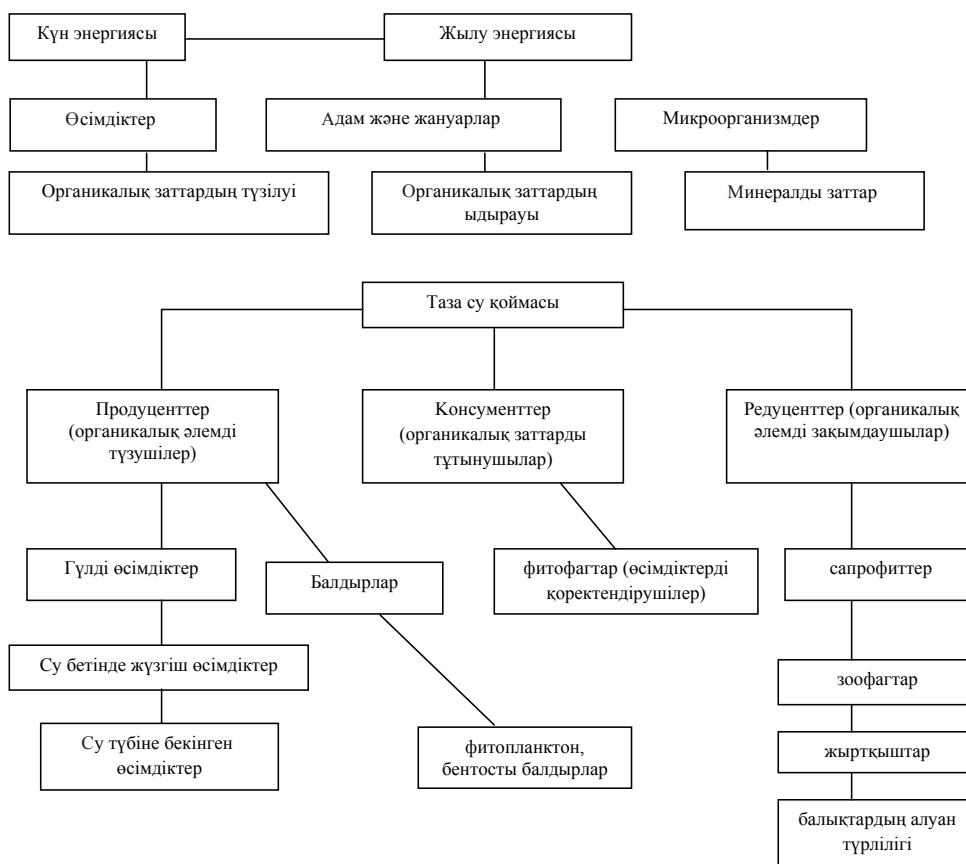 Күн энергиясы
Жылу энергиясы
Өсімдіктер
Адам және жануарлар
Микроорганизмдер
Органикалық заттардың түзілуі
Органикалық заттардың
ыдырауы
Минералды заттар
Таза су қоймасы
Продуценттер
(органикалық әлемді
түзушілер)
Консументтер
(органикалық заттарды
тұтынушылар)
Редуценттер (органикалық
әлемді зақымдаушылар)
Гүлді өсімдіктер
Балдырлар
фитофагтар (өсімдіктерді
қоректендірушілер)
сапрофиттер
Су бетінде жүзгіш өсімдіктер
зоофагтар
Су түбіне бекінген
өсімдіктер
фитопланктон,
бентосты балдырлар
жыртқыштар
балықтардың алуан
түрлілігі